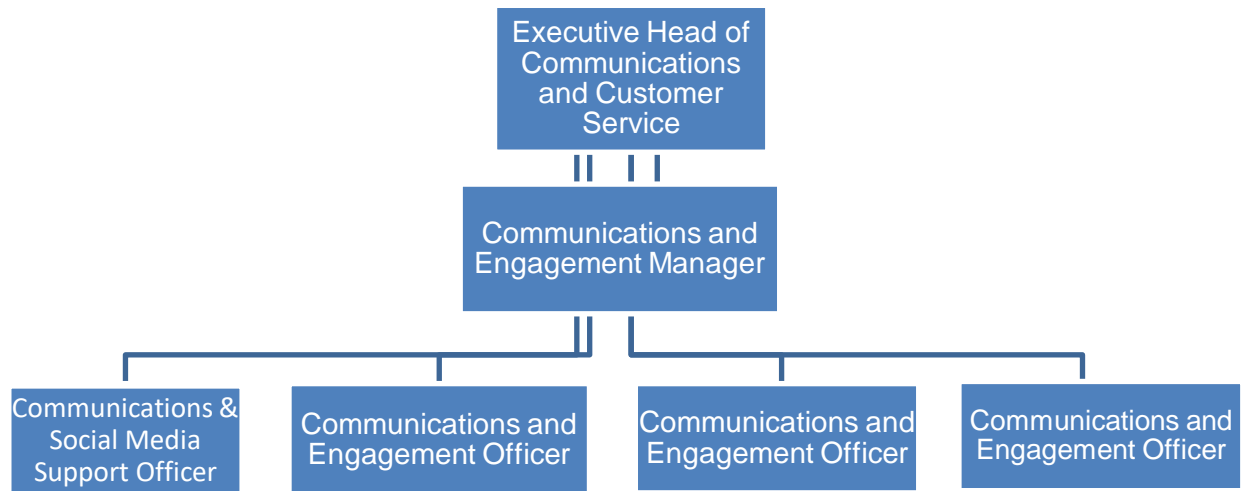 Executive Head of
Communications
and Customer
Service
Communications and
Engagement Manager
Communications &
Social Media
Support Officer
Communications and
Engagement Officer
Communications and
Engagement Officer
Communications and
Engagement Officer